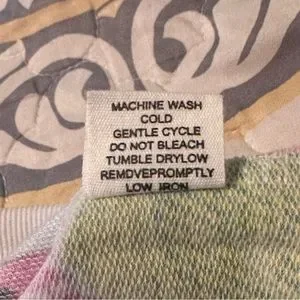 MACHINE WASH
COLD
GENTLE CYCLE
DO NOT BLEACH
TUMBLE DRYLOW
REMDVEPROMPTLY
LOW IRON